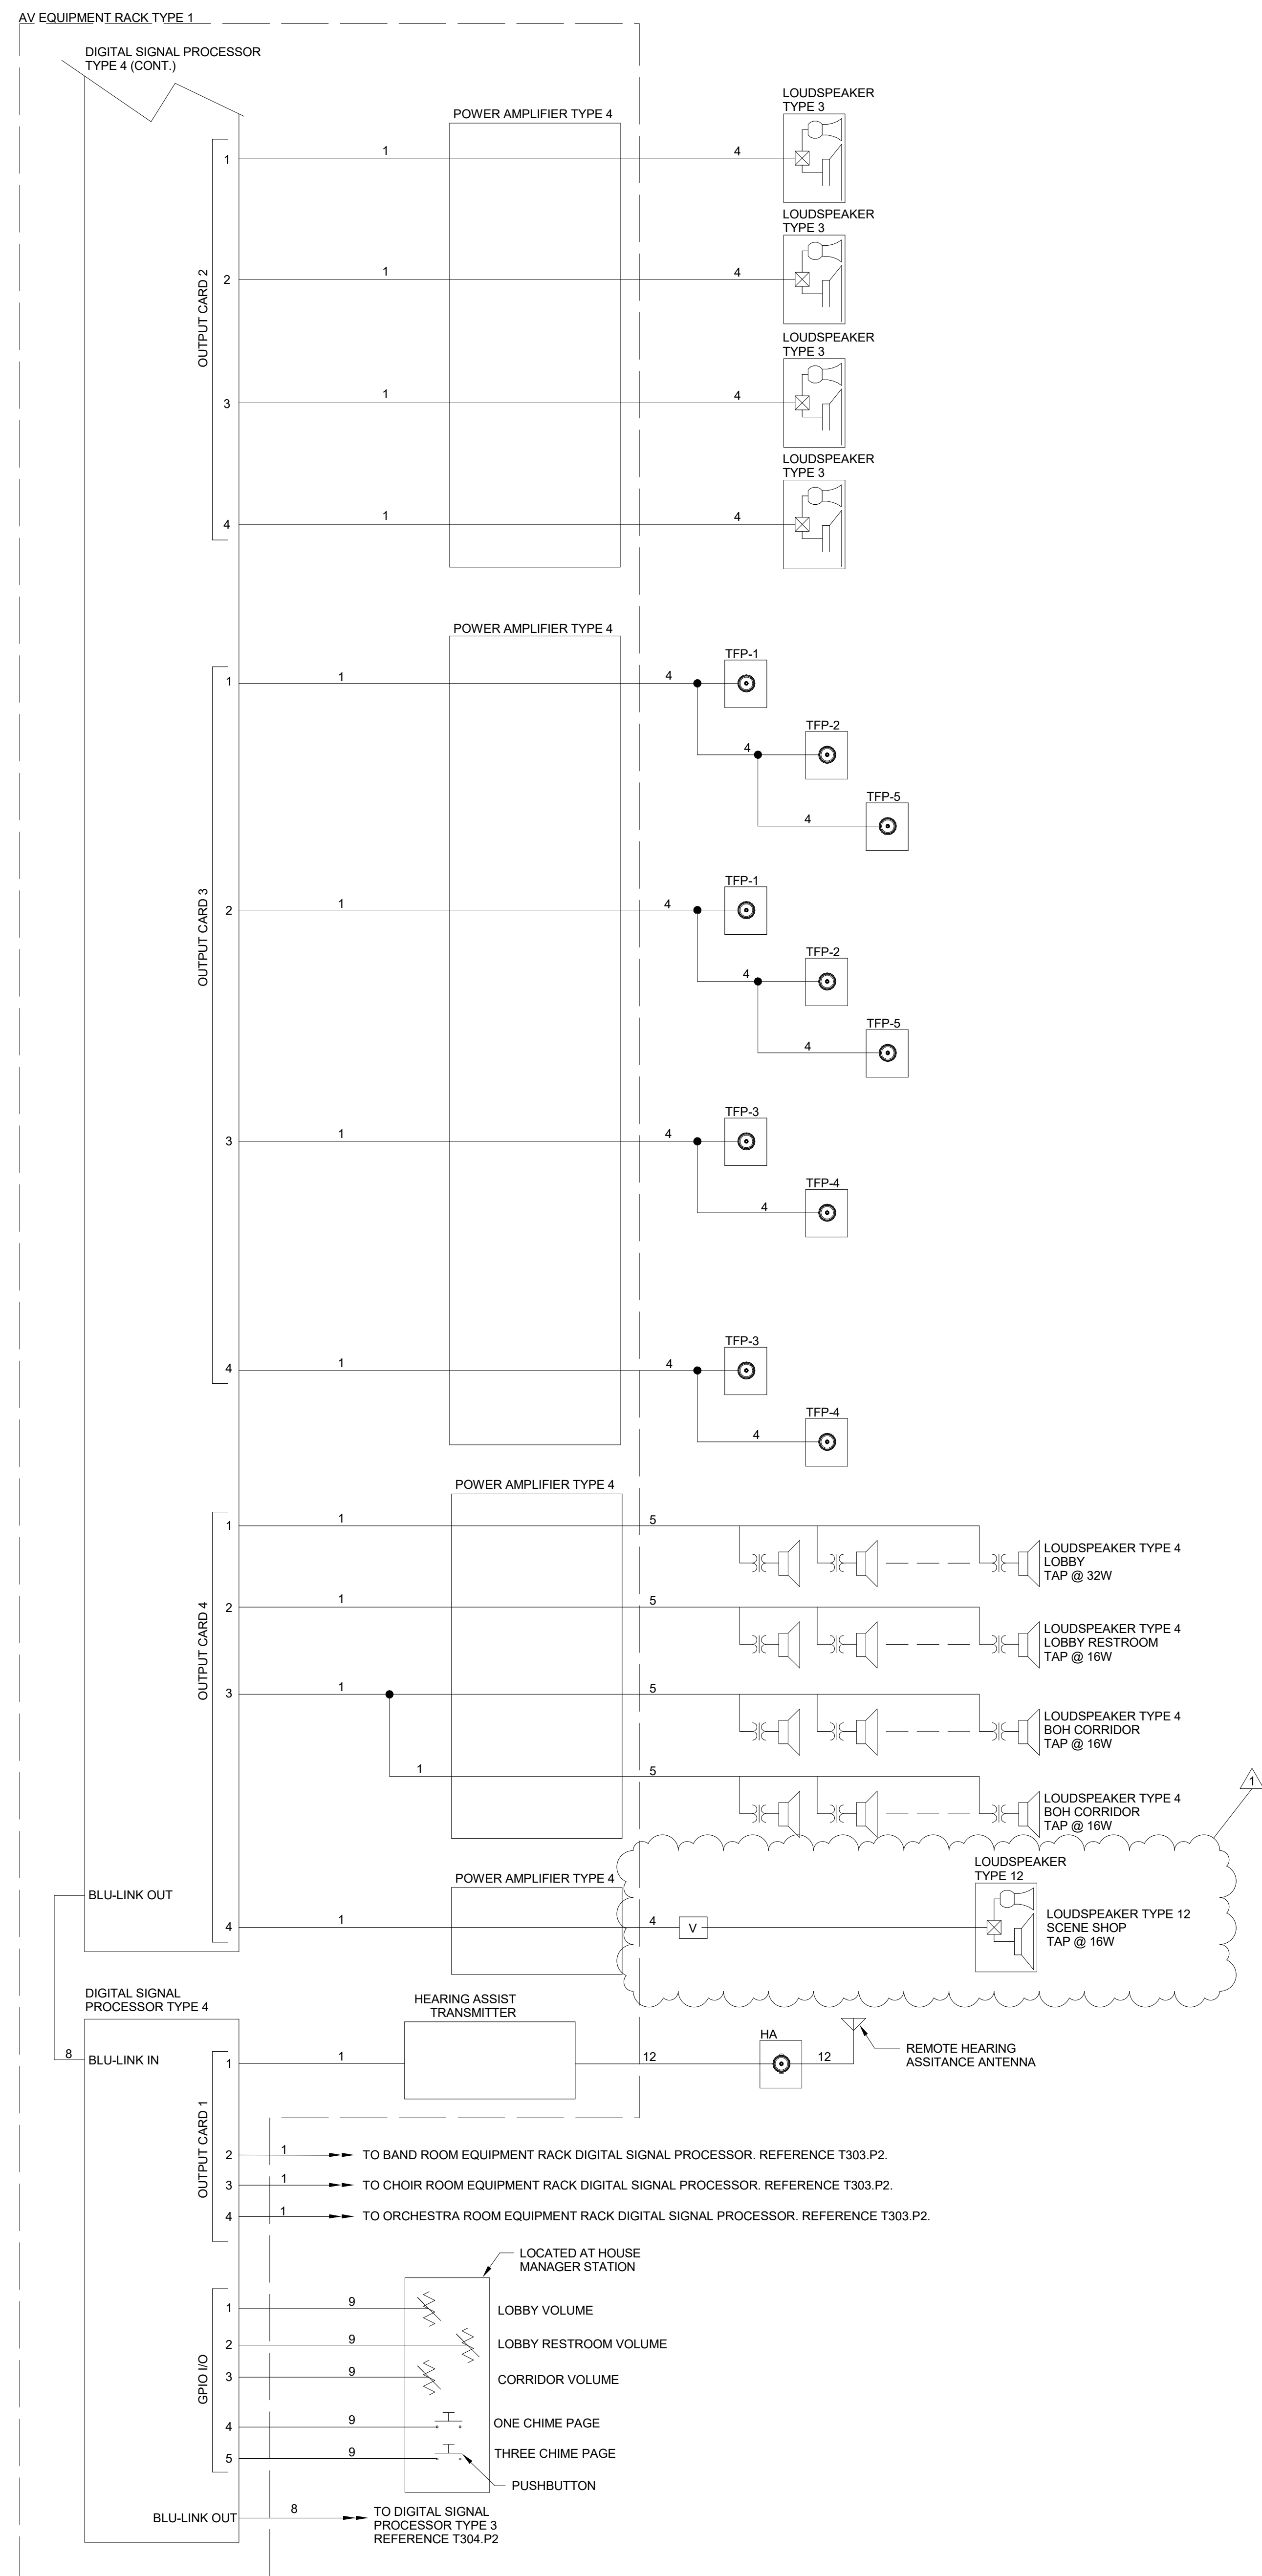 AV EQUIPMENT RACK TYPE 1
DIGITAL SIGNAL PROCESSOR
TYPE 4 (CONT.)
POWER AMPLIFIER TYPE 4
LOUDSPEAKER
TYPE 3
OUTPUT CARD 2
1
1
4
LOUDSPEAKER
TYPE 3
2
1
4
LOUDSPEAKER
TYPE 3
3
1
4
LOUDSPEAKER
TYPE 3
4
1
4
POWER AMPLIFIER TYPE 4
OUTPUT CARD 3
1
1
4
TFP-1
4
TFP-2
4
TFP-5
2
1
4
TFP-1
4
TFP-2
4
TFP-5
3
1
4
TFP-3
4
TFP-4
4
1
4
TFP-3
4
TFP-4
POWER AMPLIFIER TYPE 4
OUTPUT CARD 4
1
1
5
LOUDSPEAKER TYPE 4
LOBBY
TAP @ 32W
2
1
5
LOUDSPEAKER TYPE 4
LOBBY RESTROOM
TAP @ 16W
3
1
5
LOUDSPEAKER TYPE 4
BOH CORRIDOR
TAP @ 16W
1
5
LOUDSPEAKER TYPE 4
BOH CORRIDOR
TAP @ 16W
1
POWER AMPLIFIER TYPE 4
LOUDSPEAKER
TYPE 12
BLU-LINK OUT
4
1
4
V
LOUDSPEAKER TYPE 12
SCENE SHOP
TAP @ 16W
DIGITAL SIGNAL
PROCESSOR TYPE 4
HEARING ASSIST
TRANSMITTER
8
BLU-LINK IN
OUTPUT CARD 1
1
1
12
HA
12
REMOTE HEARING
ASSITANCE ANTENNA
2
1
TO BAND ROOM EQUIPMENT RACK DIGITAL SIGNAL PROCESSOR. REFERENCE T303.P2.
3
1
TO CHOIR ROOM EQUIPMENT RACK DIGITAL SIGNAL PROCESSOR. REFERENCE T303.P2.
4
1
TO ORCHESTRA ROOM EQUIPMENT RACK DIGITAL SIGNAL PROCESSOR. REFERENCE T303.P2.
LOCATED AT HOUSE
MANAGER STATION
GPIO I/O
1
9
LOBBY VOLUME
2
9
LOBBY RESTROOM VOLUME
3
9
CORRIDOR VOLUME
4
9
ONE CHIME PAGE
5
9
THREE CHIME PAGE
PUSHBUTTON
BLU-LINK OUT
8
TO DIGITAL SIGNAL
PROCESSOR TYPE 3
REFERENCE T304.P2